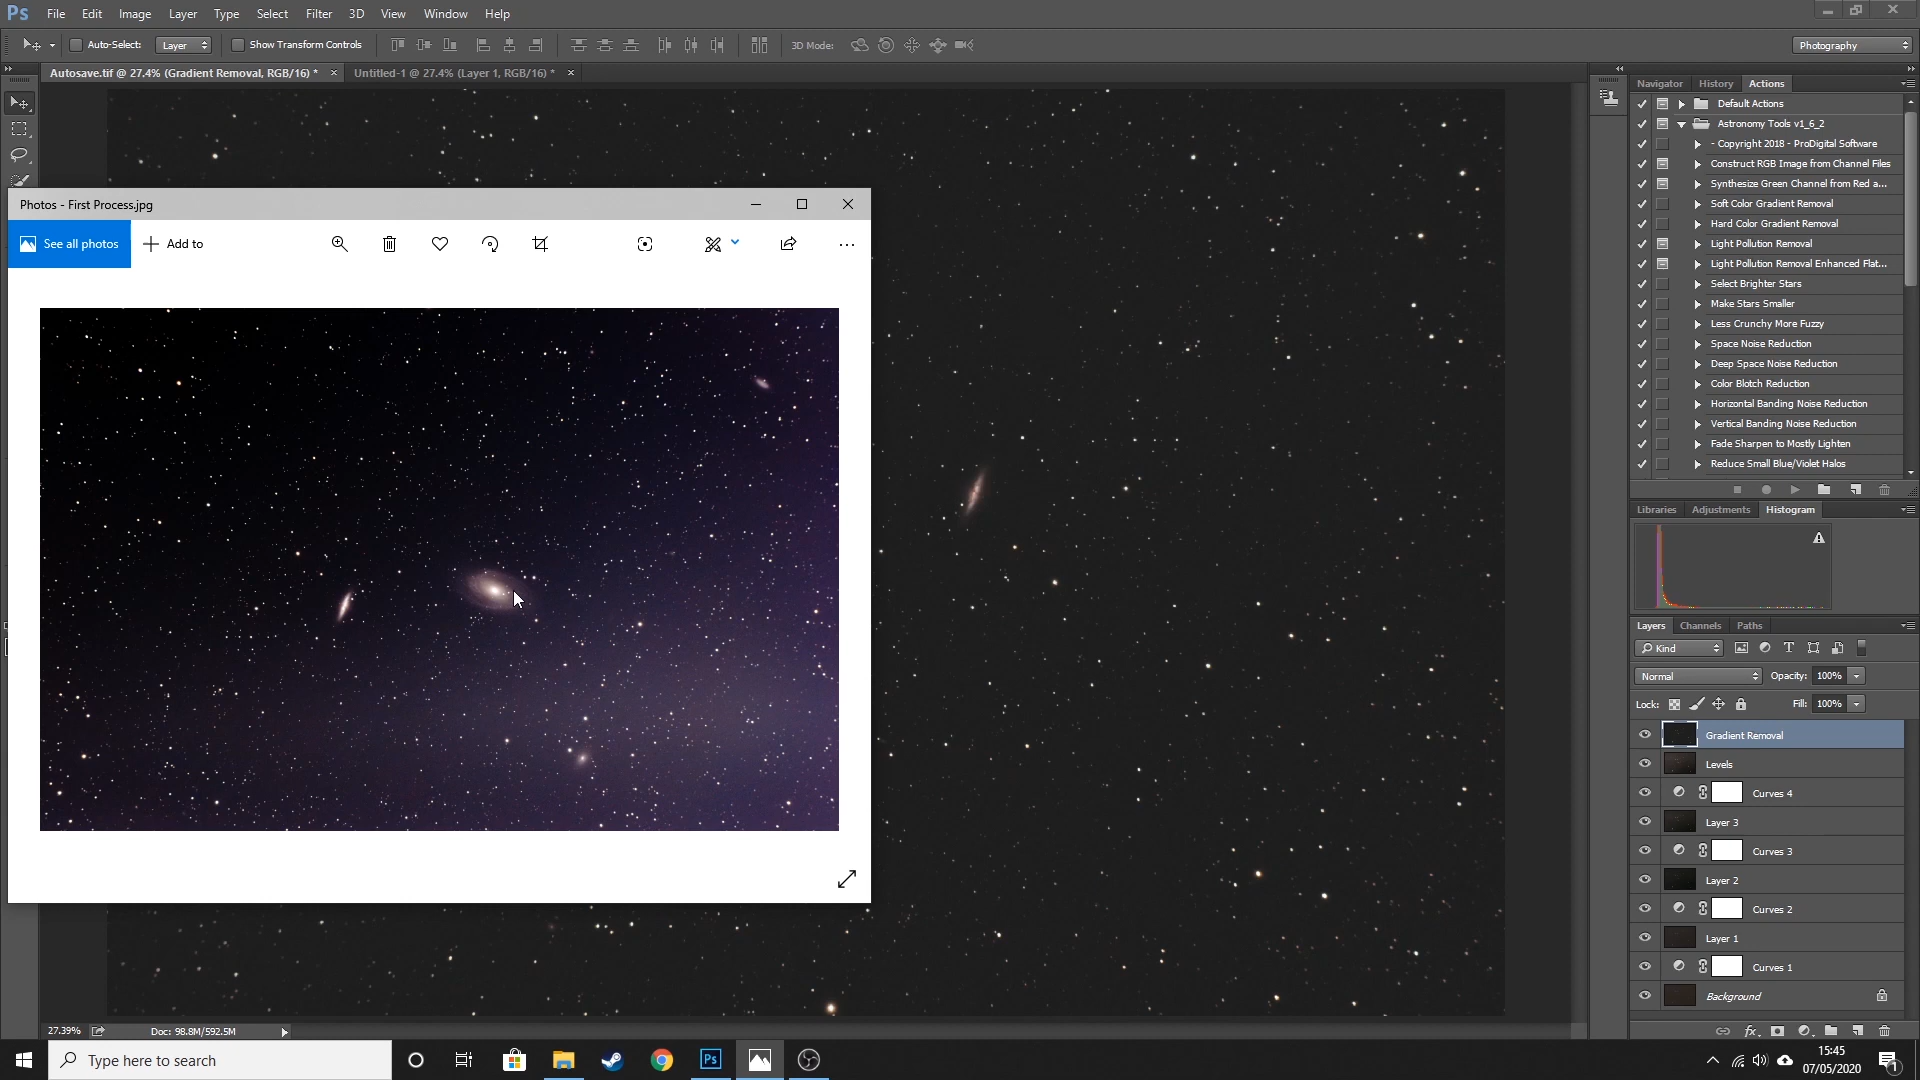 Ps File Edit Image Layer Type Select Filter 3D View Window Help
Auto-Select: Layer Show Transform Controls 3D Mode: Photography
Autosave.tif @ 27.4% (Gradient Removal, RGB/16) * × Untitled-1 @ 27.4% (Layer 1, RGB/16) * ×
Navigator History Actions
Default Actions
Astronomy Tools v1_6_2
- Copyright 2018 - ProDigital Software
Construct RGB Image from Channel Files
Synthesize Green Channel from Red a...
Soft Color Gradient Removal
Hard Color Gradient Removal
Light Pollution Removal
Light Pollution Removal Enhanced Flat...
Select Brighter Stars
Make Stars Smaller
Less Crunchy More Fuzzy
Space Noise Reduction
Deep Space Noise Reduction
Color Blotch Reduction
Horizontal Banding Noise Reduction
Vertical Banding Noise Reduction
Fade Sharpen to Mostly Lighten
Reduce Small Blue/Violet Halos
Photos - First Process.jpg
See all photos Add to
Libraries Adjustments Histogram
Layers Channels Paths
Kind
Normal Opacity: 100%
Lock: Fill: 100%
Gradient Removal
Levels
Curves 4
Layer 3
Curves 3
Layer 2
Curves 2
Layer 1
Curves 1
Background
fx
27.39% Doc: 98.8M/592.5M
Type here to search
Ps
15:45
07/05/2020
1